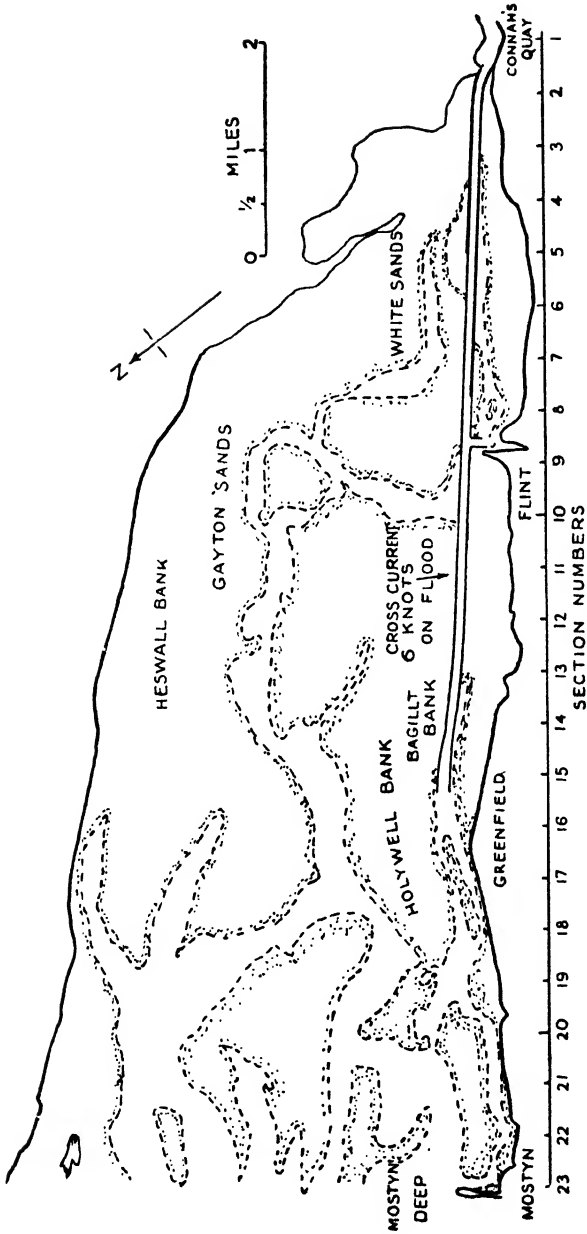 MILES
0 ½ 1 2
N
CONNAH'S
QUAY
WHITE SANDS
GAYTON SANDS
HESWALL BANK
CROSS CURRENT
6 KNOTS
ON FLOOD
BAGILLT
BANK
HOLYWELL BANK
FLINT
GREENFIELD
MOSTYN
DEEP
MOSTYN
23 22 21 20 19 18 17 16 15 14 13 12 11 10 9 8 7 6 5 4 3 2 1
SECTION NUMBERS